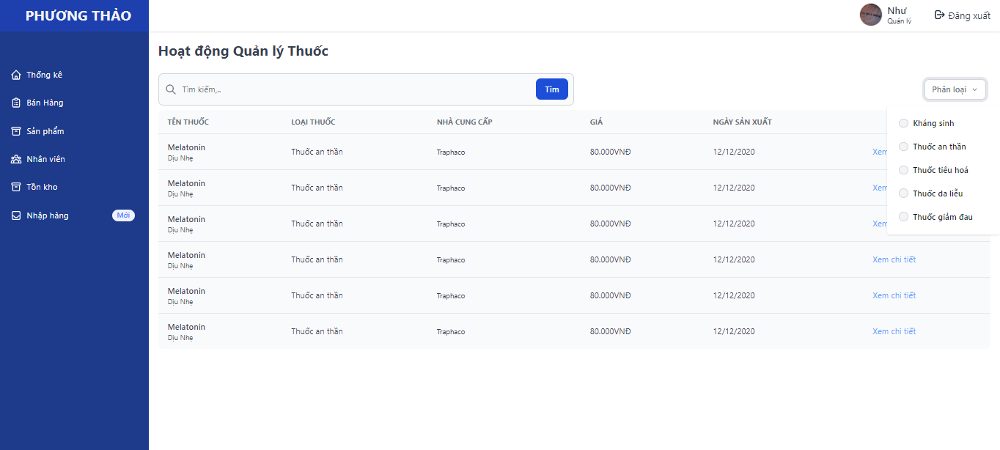 PHƯƠNG THẢO
Như
Quản lý
Đăng xuất
Thống kê
Bán Hàng
Sản phẩm
Nhân viên
Tồn kho
Nhập hàng Mới
Hoạt động Quản lý Thuốc
Tìm kiếm,.. Tìm
Phân loại
Kháng sinh
Thuốc an thần
Thuốc tiêu hoá
Thuốc da liễu
Thuốc giảm đau
TÊN THUỐC LOẠI THUỐC NHÀ CUNG CẤP GIÁ NGÀY SẢN XUẤT
Melatonin Thuốc an thần Traphaco 80.000VNĐ 12/12/2020 Xem
Dịu Nhẹ
Melatonin Thuốc an thần Traphaco 80.000VNĐ 12/12/2020 Xem
Dịu Nhẹ
Melatonin Thuốc an thần Traphaco 80.000VNĐ 12/12/2020 Xem
Dịu Nhẹ
Melatonin Thuốc an thần Traphaco 80.000VNĐ 12/12/2020 Xem chi tiết
Dịu Nhẹ
Melatonin Thuốc an thần Traphaco 80.000VNĐ 12/12/2020 Xem chi tiết
Dịu Nhẹ
Melatonin Thuốc an thần Traphaco 80.000VNĐ 12/12/2020 Xem chi tiết
Dịu Nhẹ